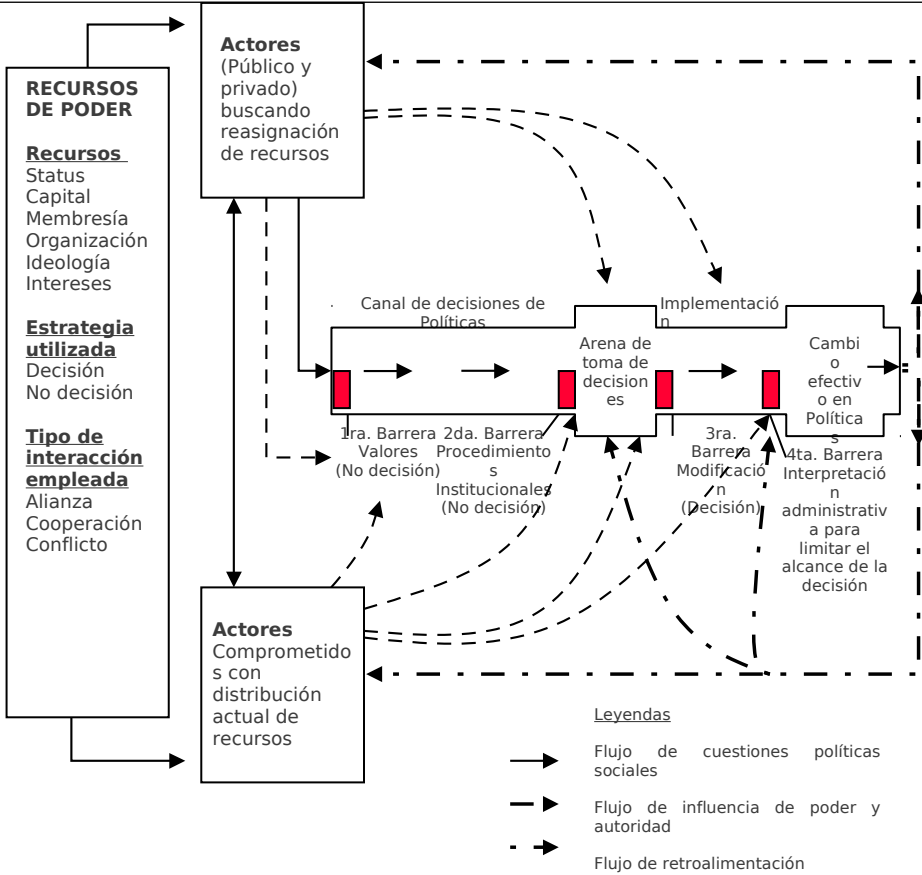 RECURSOS
DE PODER
Recursos
Status
Capital
Membresía
Organización
Ideología
Intereses
Estrategia
utilizada
Decisión
No decisión
Tipo de
interacción
empleada
Alianza
Cooperación
Conflicto
Actores
(Público y
privado)
buscando
reasignación
de recursos
Canal de decisiones de
Políticas
Arena de
toma de
decision
es
Implementació
n
Cambi
o
efectiv
o en
Política
s
1ra. Barrera
Valores
(No decisión)
2da. Barrera
Procedimiento
s
Institucionales
(No decisión)
3ra.
Barrera
Modificació
n
(Decisión)
4ta. Barrera
Interpretació
n
administrativ
a para
limitar el
alcance de la
decisión
Actores
Comprometido
s con
distribución
actual de
recursos
Leyendas
Flujo de cuestiones políticas
sociales
Flujo de influencia de poder y
autoridad
Flujo de retroalimentación